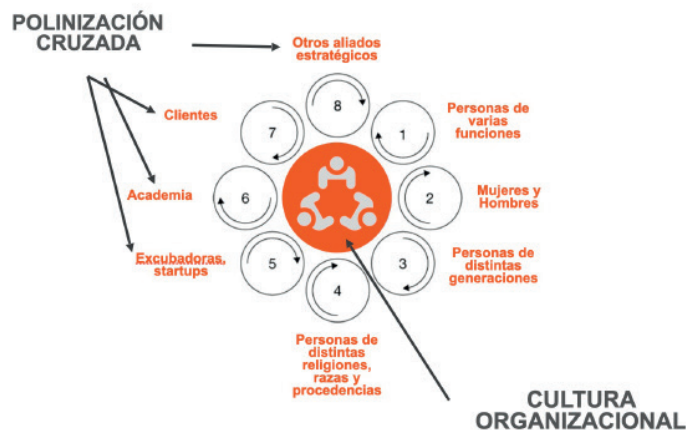 POLINIZACIÓN
CRUZADA
Otros aliados
estratégicos
8
Clientes
7
1
Personas de
varias
funciones
Academia
6
2
Mujeres y
Hombres
Excubadoras,
startups
5
3
Personas de
distintas
generaciones
4
Personas de
distintas
religiones,
razas y
procedencias
CULTURA
ORGANIZACIONAL